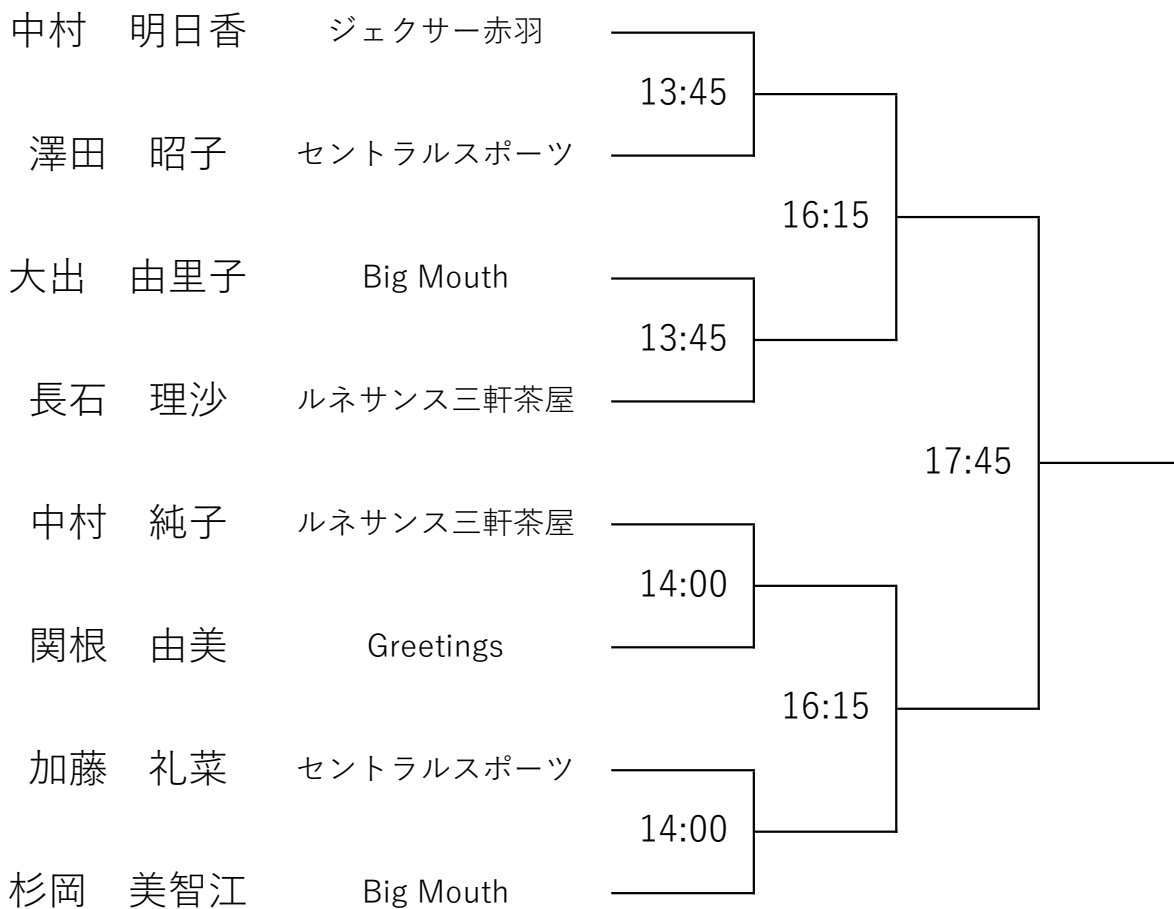 中村　明日香　ジェクサー赤羽
13:45
澤田　昭子　セントラルスポーツ
16:15
大出　由里子　Big Mouth
13:45
長石　理沙　ルネサンス三軒茶屋
17:45
中村　純子　ルネサンス三軒茶屋
14:00
関根　由美　Greetings
16:15
加藤　礼菜　セントラルスポーツ
14:00
杉岡　美智江　Big Mouth